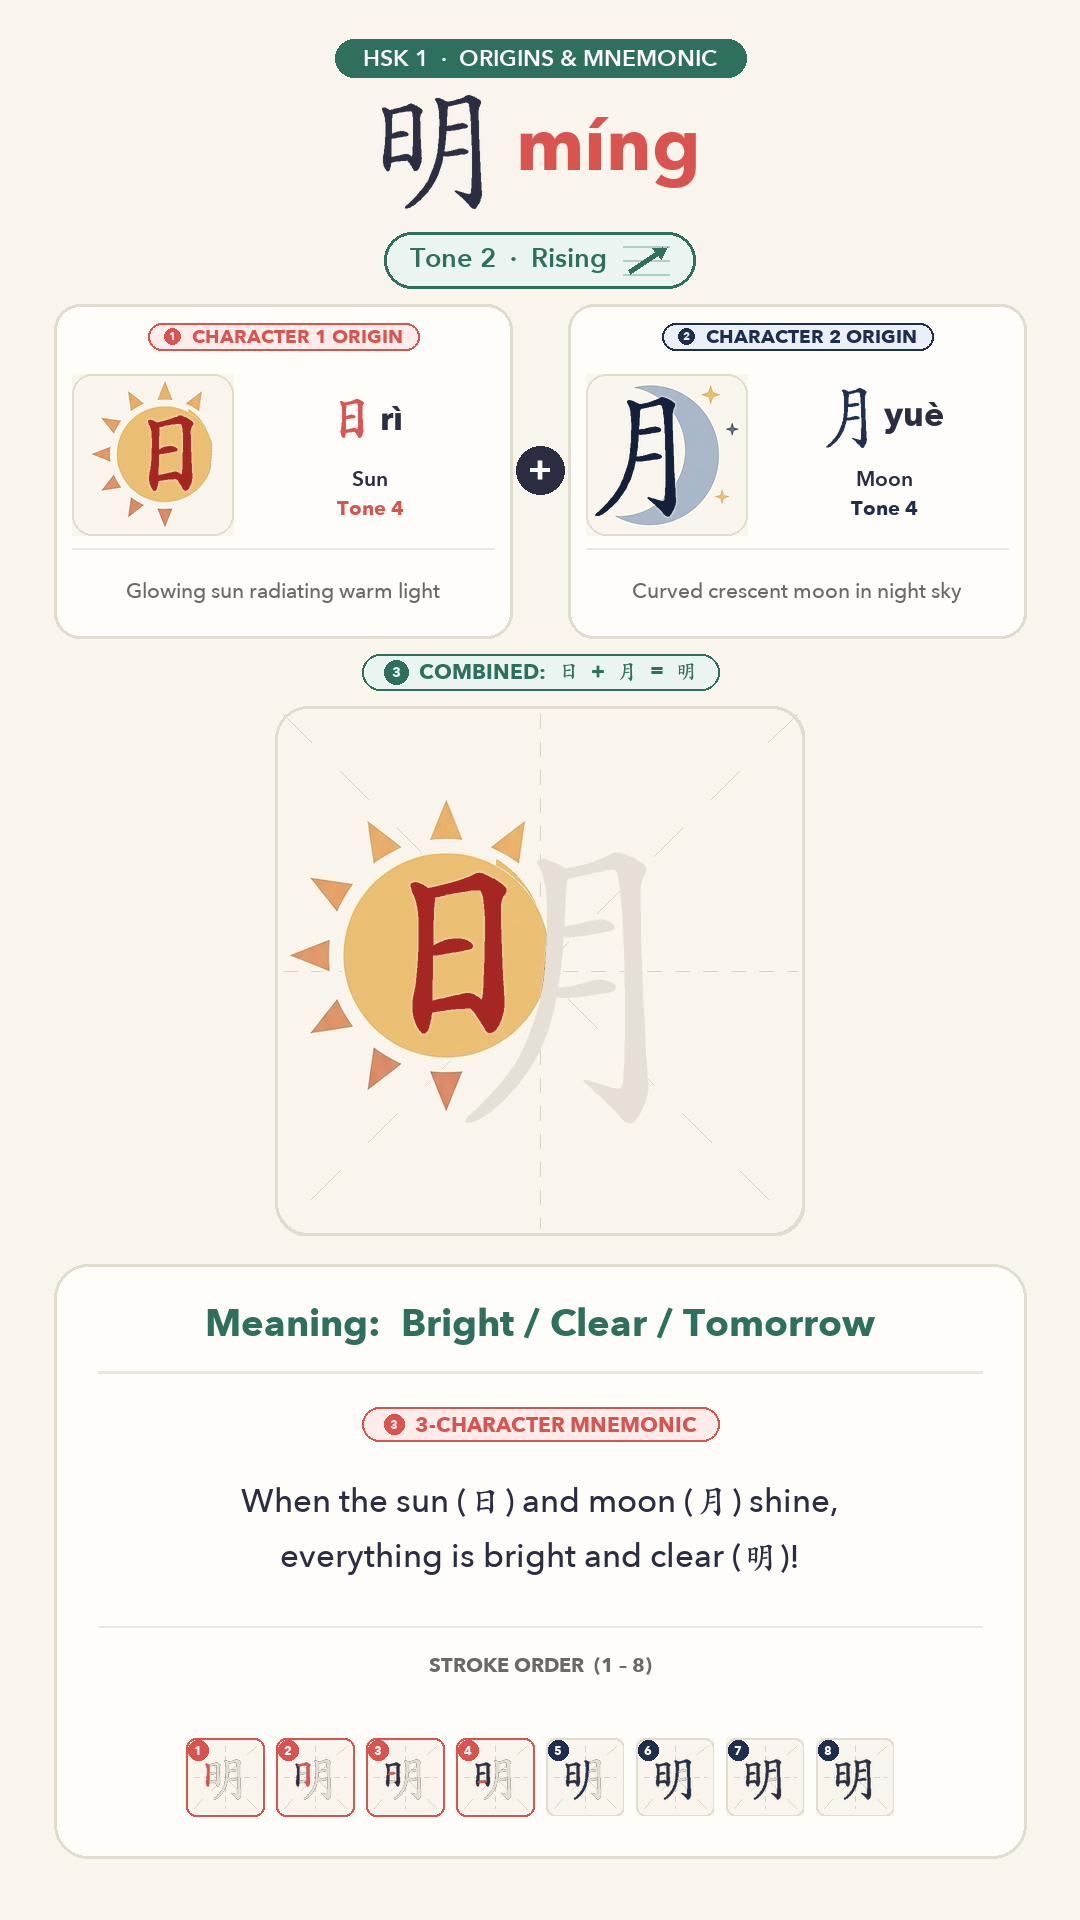 HSK 1 · ORIGINS & MNEMONIC
明 míng
Tone 2 · Rising
1 CHARACTER 1 ORIGIN
日
日 rì
Sun
Tone 4
Glowing sun radiating warm light
+
2 CHARACTER 2 ORIGIN
月
月 yuè
Moon
Tone 4
Curved crescent moon in night sky
3 COMBINED: 日 + 月 = 明
日月
Meaning: Bright / Clear / Tomorrow
3 3-CHARACTER MNEMONIC
When the sun (日) and moon (月) shine,
everything is bright and clear (明)!
STROKE ORDER (1 – 8)
1 明 2 明 3 明 4 明 5 明 6 明 7 明 8 明